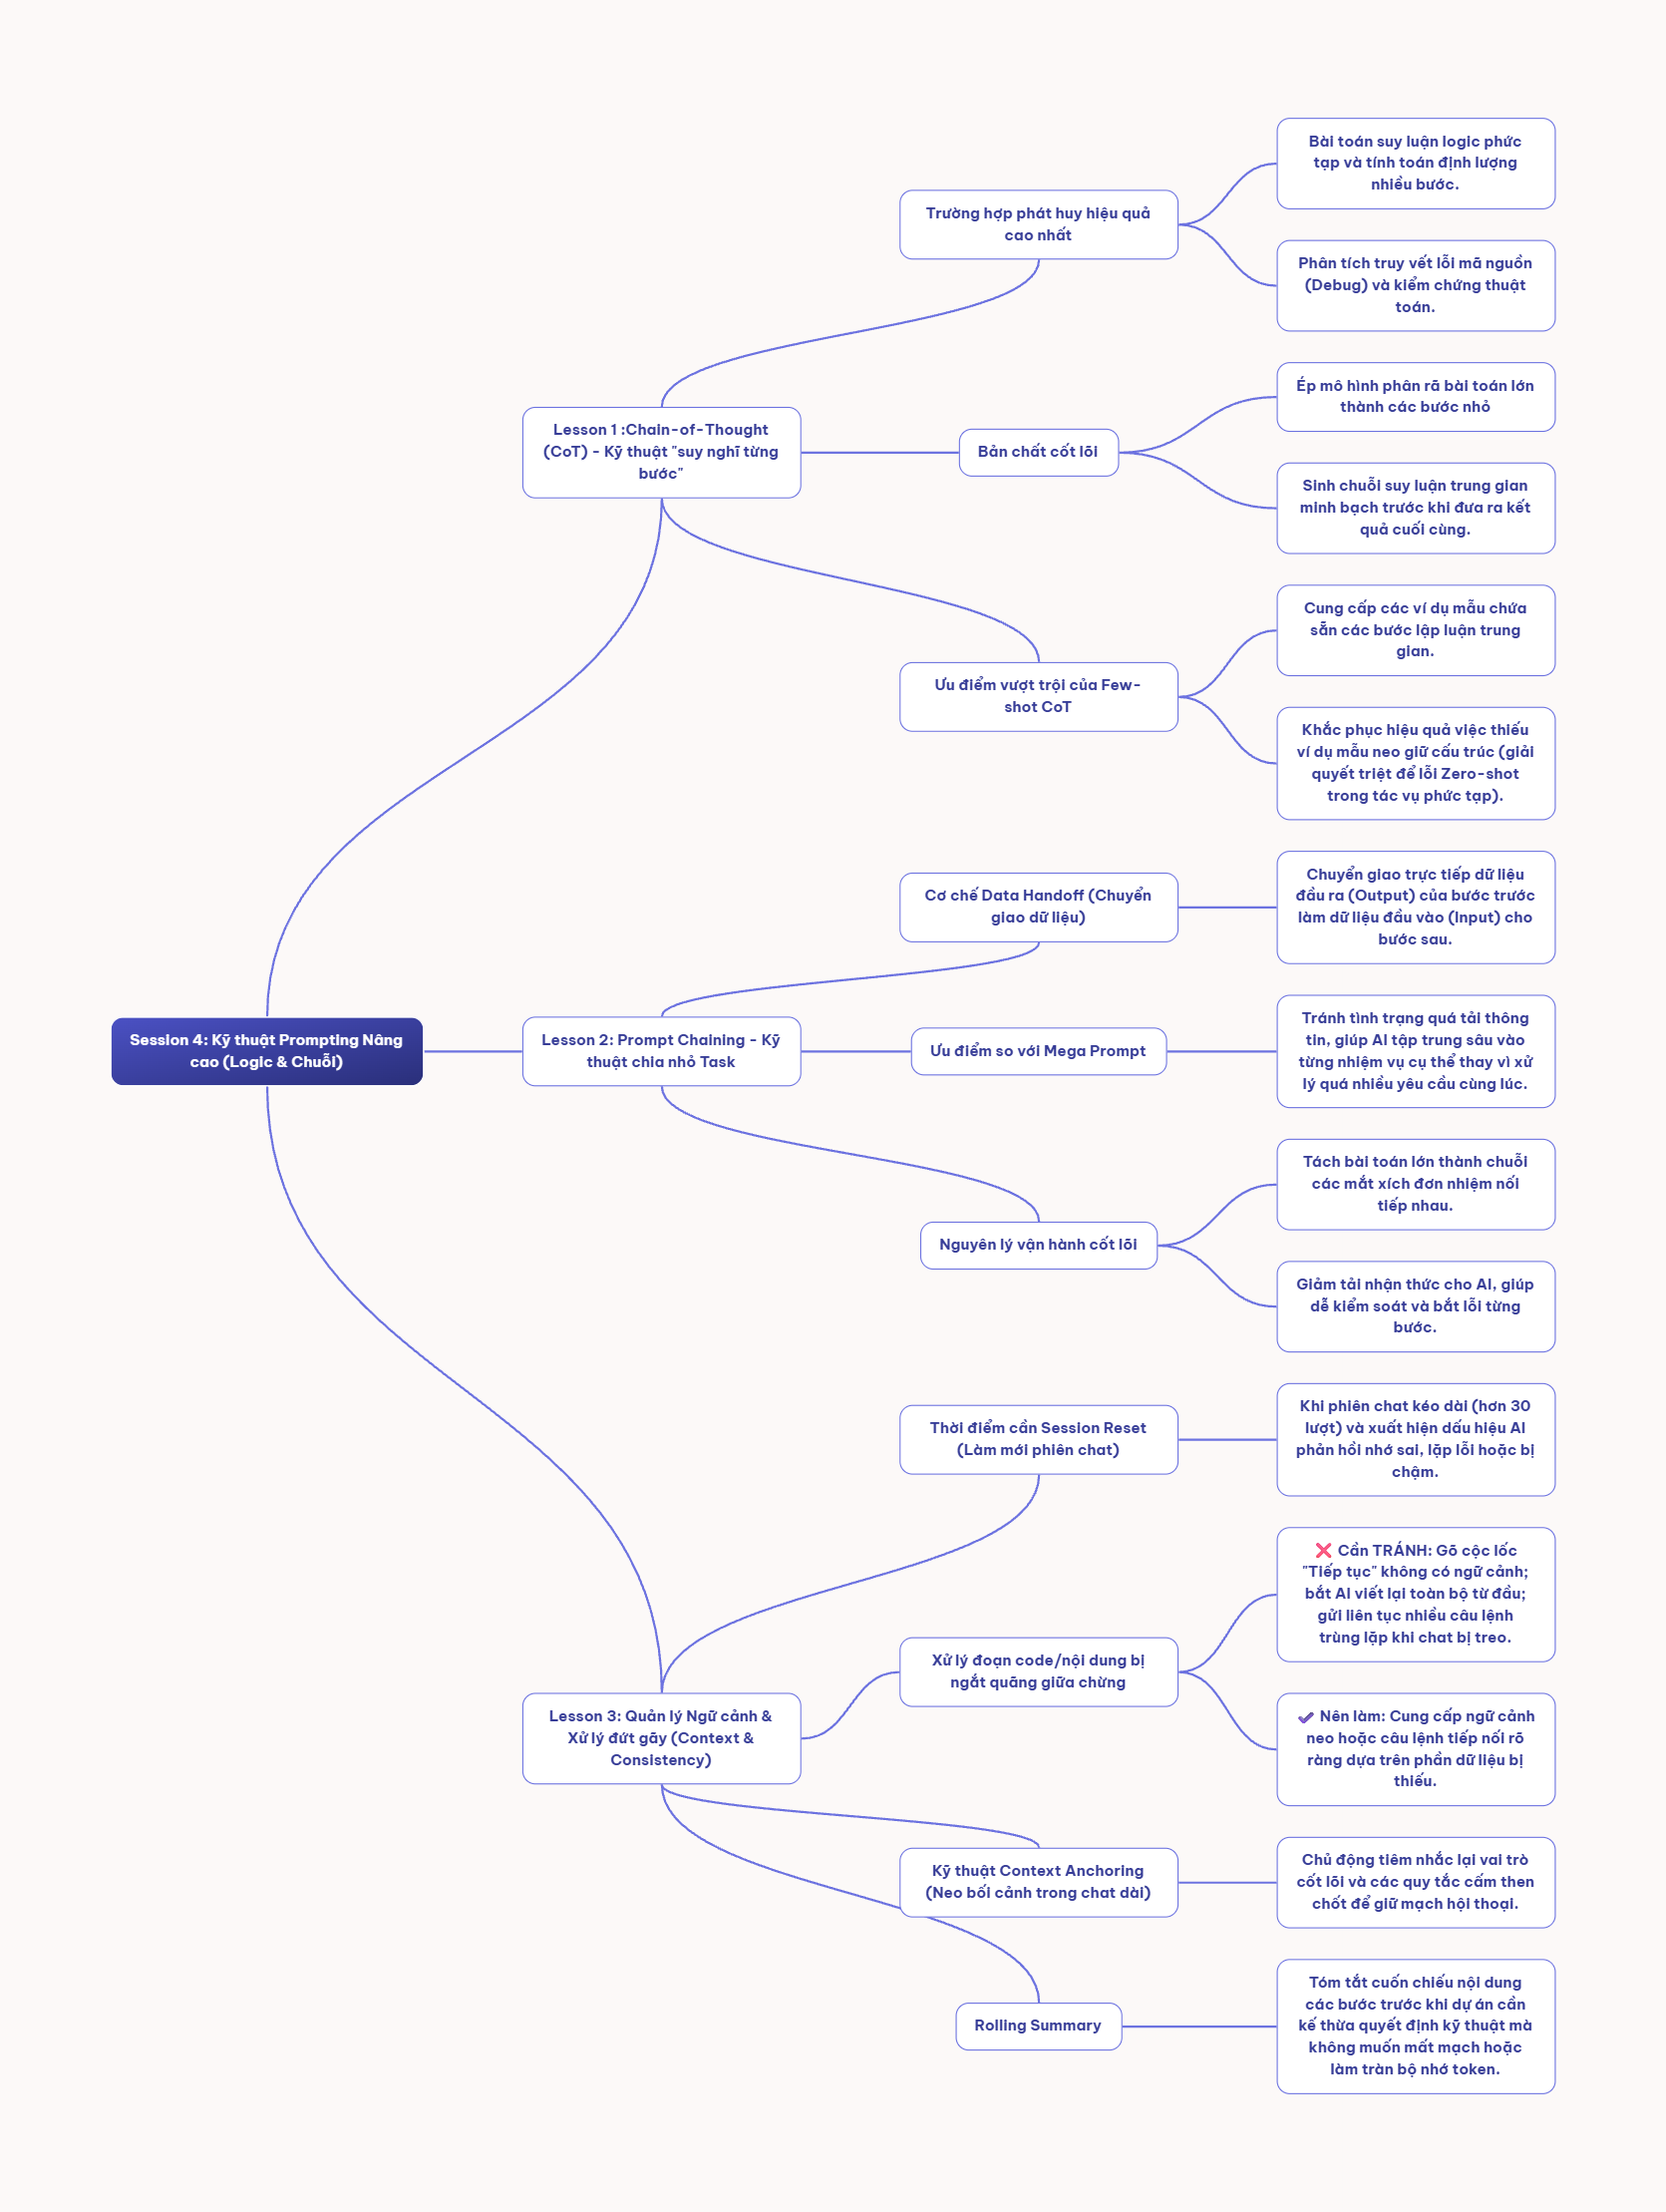 Session 4: Kỹ thuật Prompting Nâng
cao (Logic & Chuỗi)
Lesson 1 :Chain-of-Thought
(CoT) - Kỹ thuật "suy nghĩ từng
bước"
Trường hợp phát huy hiệu quả
cao nhất
Bài toán suy luận logic phức
tạp và tính toán định lượng
nhiều bước.
Phân tích truy vết lỗi mã nguồn
(Debug) và kiểm chứng thuật
toán.
Bản chất cốt lõi
Ép mô hình phân rã bài toán lớn
thành các bước nhỏ
Sinh chuỗi suy luận trung gian
minh bạch trước khi đưa ra kết
quả cuối cùng.
Ưu điểm vượt trội của Few-
shot CoT
Cung cấp các ví dụ mẫu chứa
sẵn các bước lập luận trung
gian.
Khắc phục hiệu quả việc thiếu
ví dụ mẫu neo giữ cấu trúc (giải
quyết triệt để lỗi Zero-shot
trong tác vụ phức tạp).
Lesson 2: Prompt Chaining - Kỹ
thuật chia nhỏ Task
Cơ chế Data Handoff (Chuyển
giao dữ liệu)
Chuyển giao trực tiếp dữ liệu
đầu ra (Output) của bước trước
làm dữ liệu đầu vào (Input) cho
bước sau.
Ưu điểm so với Mega Prompt
Tránh tình trạng quá tải thông
tin, giúp AI tập trung sâu vào
từng nhiệm vụ cụ thể thay vì xử
lý quá nhiều yêu cầu cùng lúc.
Nguyên lý vận hành cốt lõi
Tách bài toán lớn thành chuỗi
các mắt xích đơn nhiệm nối
tiếp nhau.
Giảm tải nhận thức cho AI, giúp
dễ kiểm soát và bắt lỗi từng
bước.
Lesson 3: Quản lý Ngữ cảnh &
Xử lý đứt gãy (Context &
Consistency)
Thời điểm cần Session Reset
(Làm mới phiên chat)
Khi phiên chat kéo dài (hơn 30
lượt) và xuất hiện dấu hiệu AI
phản hồi nhớ sai, lặp lỗi hoặc bị
chậm.
Xử lý đoạn code/nội dung bị
ngắt quãng giữa chừng
❌ Cần TRÁNH: Gõ cộc lốc
"Tiếp tục" không có ngữ cảnh;
bắt AI viết lại toàn bộ từ đầu;
gửi liên tục nhiều câu lệnh
trùng lặp khi chat bị treo.
✔ Nên làm: Cung cấp ngữ cảnh
neo hoặc câu lệnh tiếp nối rõ
ràng dựa trên phần dữ liệu bị
thiếu.
Kỹ thuật Context Anchoring
(Neo bối cảnh trong chat dài)
Chủ động tiêm nhắc lại vai trò
cốt lõi và các quy tắc cấm then
chốt để giữ mạch hội thoại.
Rolling Summary
Tóm tắt cuốn chiếu nội dung
các bước trước khi dự án cần
kế thừa quyết định kỹ thuật mà
không muốn mất mạch hoặc
làm tràn bộ nhớ token.